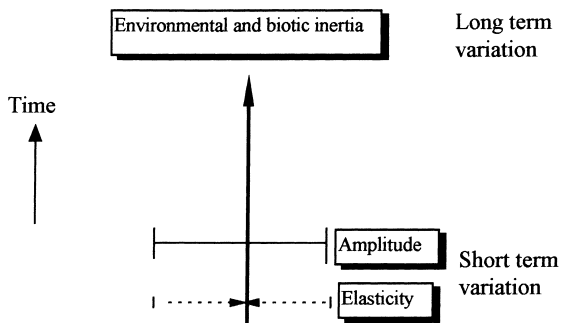 Environmental and biotic inertia
Long term
variation
Time
Amplitude
Short term
variation
Elasticity